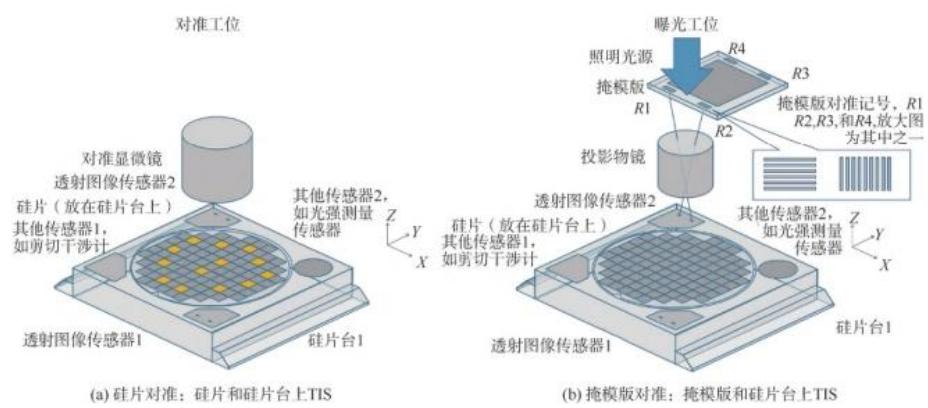 对准工位
对准显微镜
透射图像传感器2
硅片（放在硅片台上）
其他传感器1，
如剪切干涉计
其他传感器2，
如光强测量
传感器
Z
Y
X
透射图像传感器1
硅片台1
(a) 硅片对准：硅片和硅片台上TIS
曝光工位
照明光源
掩模版
R4
R3
R1
R2
掩模版对准记号，R1
R2,R3,和R4,放大图
为其中之一
投影物镜
透射图像传感器2
硅片（放在硅片台上）
其他传感器1，
如剪切干涉计
其他传感器2，
如光强测量
传感器
Z
Y
X
透射图像传感器1
硅片台1
(b) 掩模版对准：掩模版和硅片台上TIS